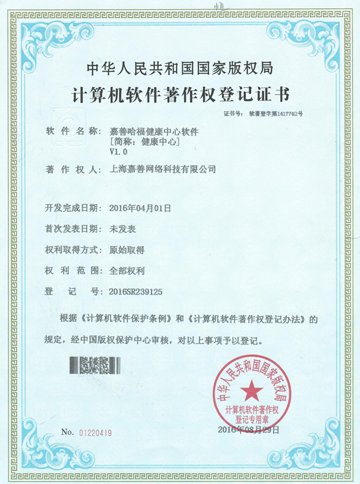 中华人民共和国国家版权局
计算机软件著作权登记证书
证书号： 软著登字第1417742号
软件名称： 嘉善哈福健康中心软件
[简称：健康中心]
V1.0
著作权人： 上海嘉善网络科技有限公司
开发完成日期： 2016年04月01日
首次发表日期： 未发表
权利取得方式： 原始取得
权利范围： 全部权利
登记号： 2016SR239125
根据《计算机软件保护条例》和《计算机软件著作权登记办法》的
规定，经中国版权保护中心审核，对以上事项予以登记。
中华人民共和国国家版权局
计算机软件著作权
登记专用章
No. 01220419
2016年08月29日